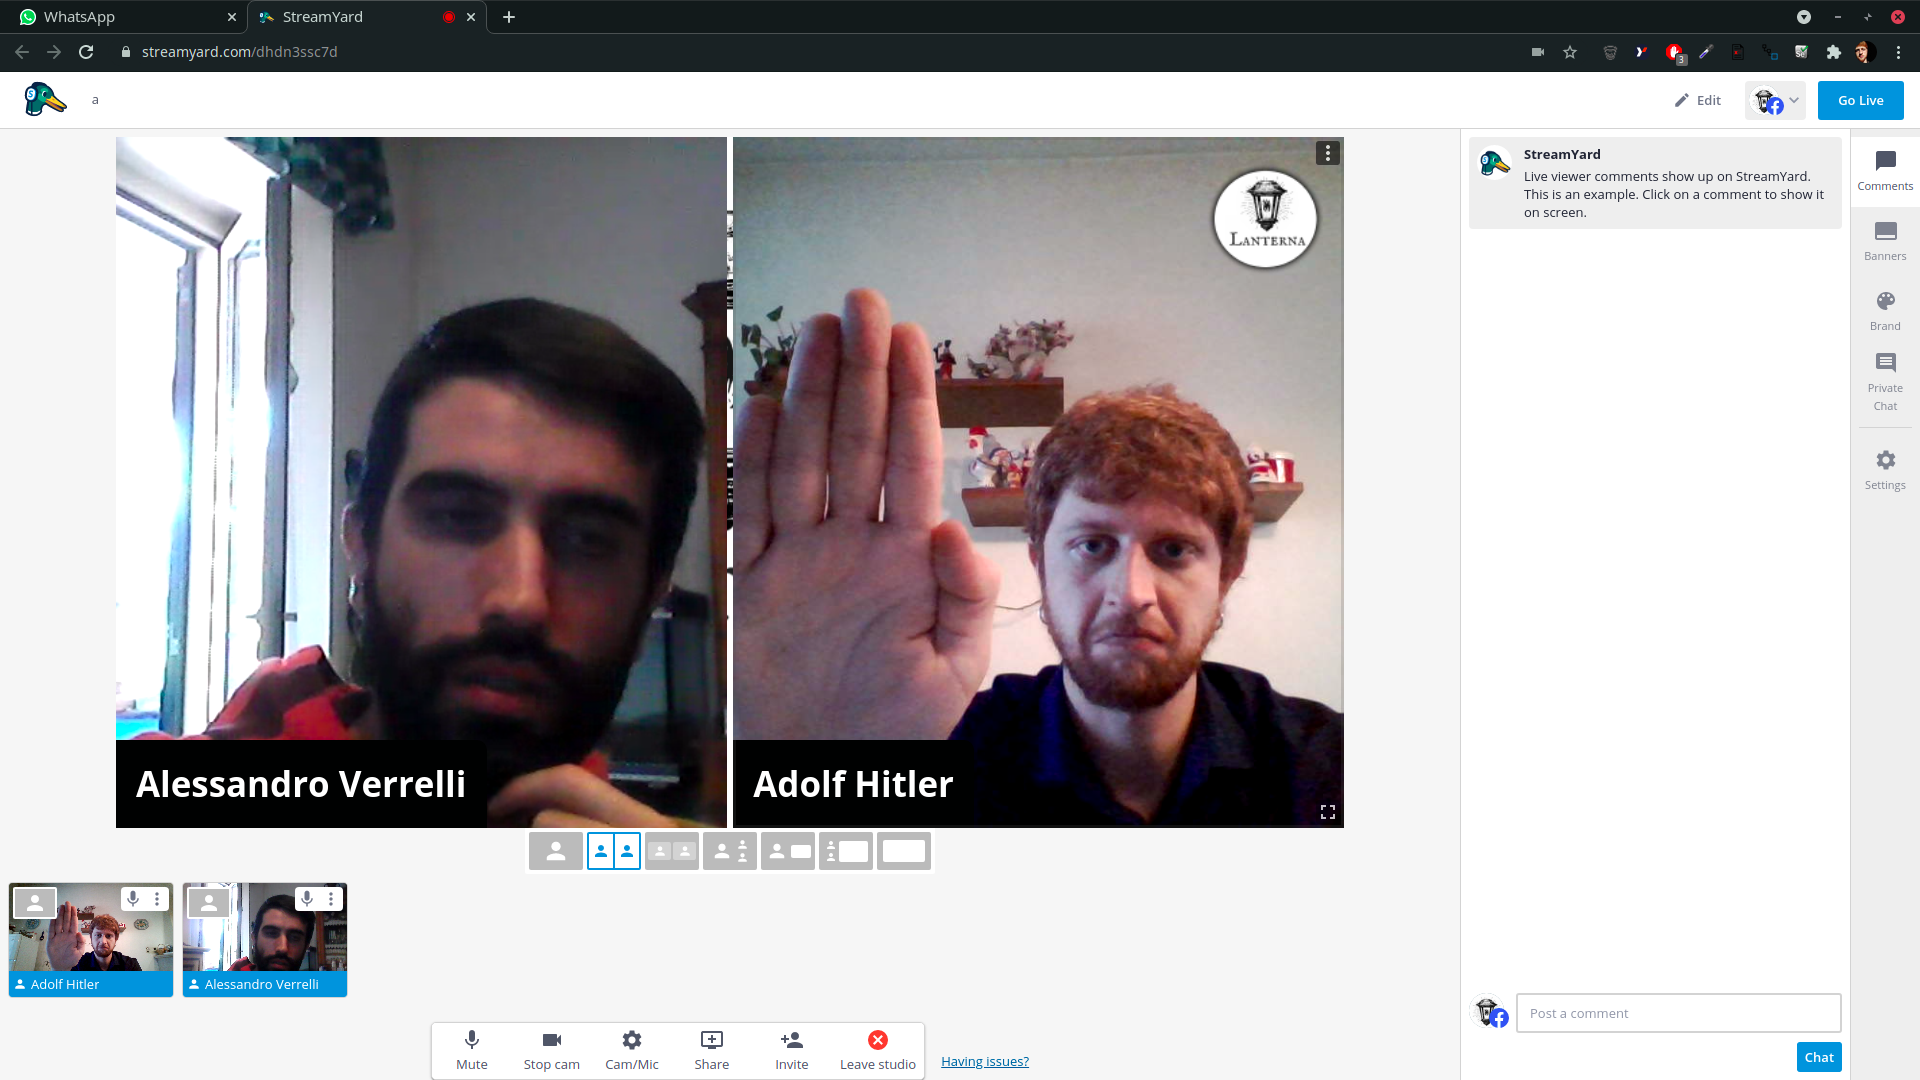 WhatsApp
StreamYard
streamyard.com/dhdn3ssc7d
3
a
Edit
Go Live
LANTERNA
Alessandro Verrelli
Adolf Hitler
StreamYard
Live viewer comments show up on StreamYard.
This is an example. Click on a comment to show it
on screen.
Comments
Banners
Brand
Private
Chat
Settings
Adolf Hitler
Alessandro Verrelli
Mute
Stop cam
Cam/Mic
Share
Invite
Leave studio
Having issues?
Post a comment
Chat